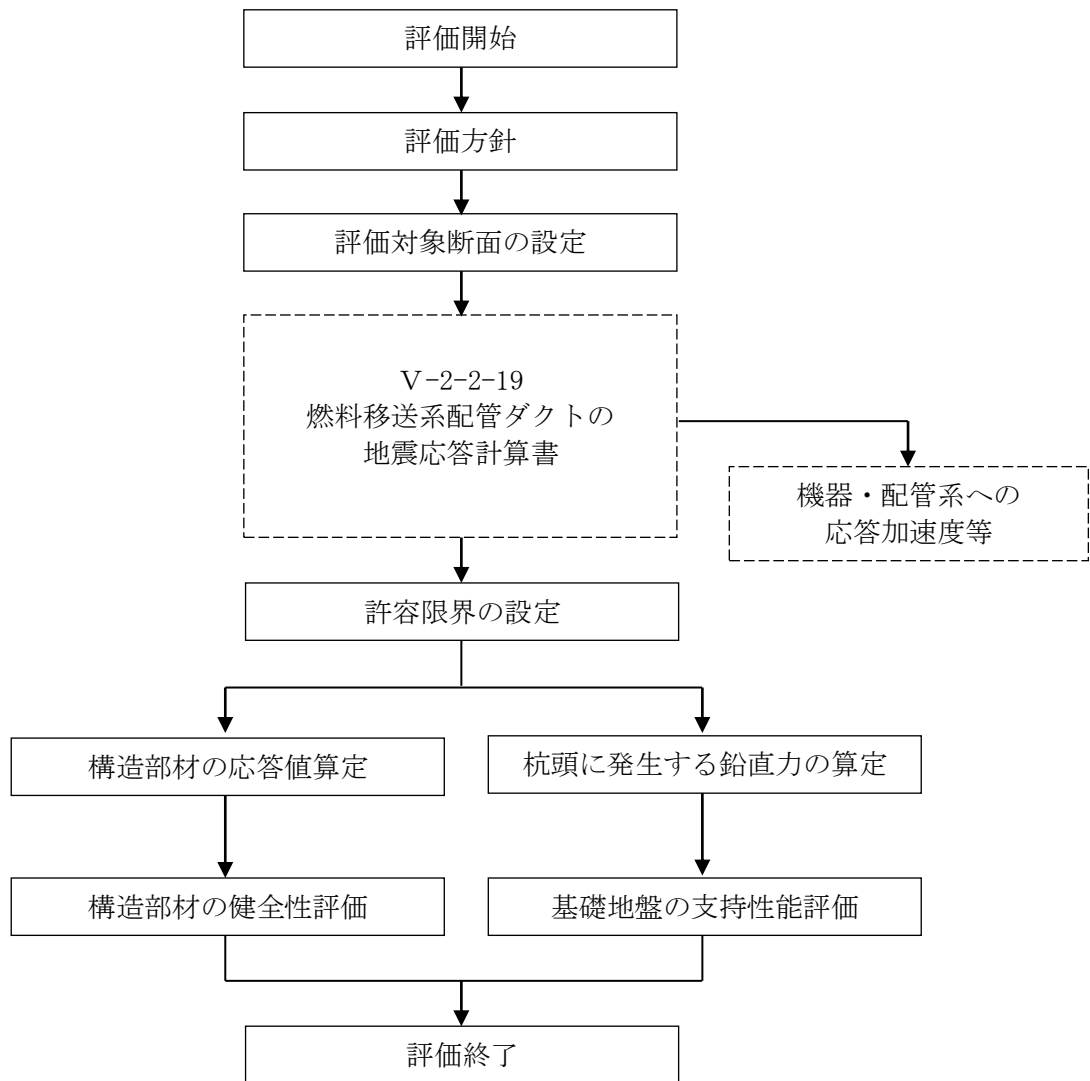 評価開始
評価方針
評価対象断面の設定
Ⅴ-2-2-19
燃料移送系配管ダクトの
地震応答計算書
機器・配管系への
応答加速度等
許容限界の設定
構造部材の応答値算定
杭頭に発生する鉛直力の算定
構造部材の健全性評価
基礎地盤の支持性能評価
評価終了